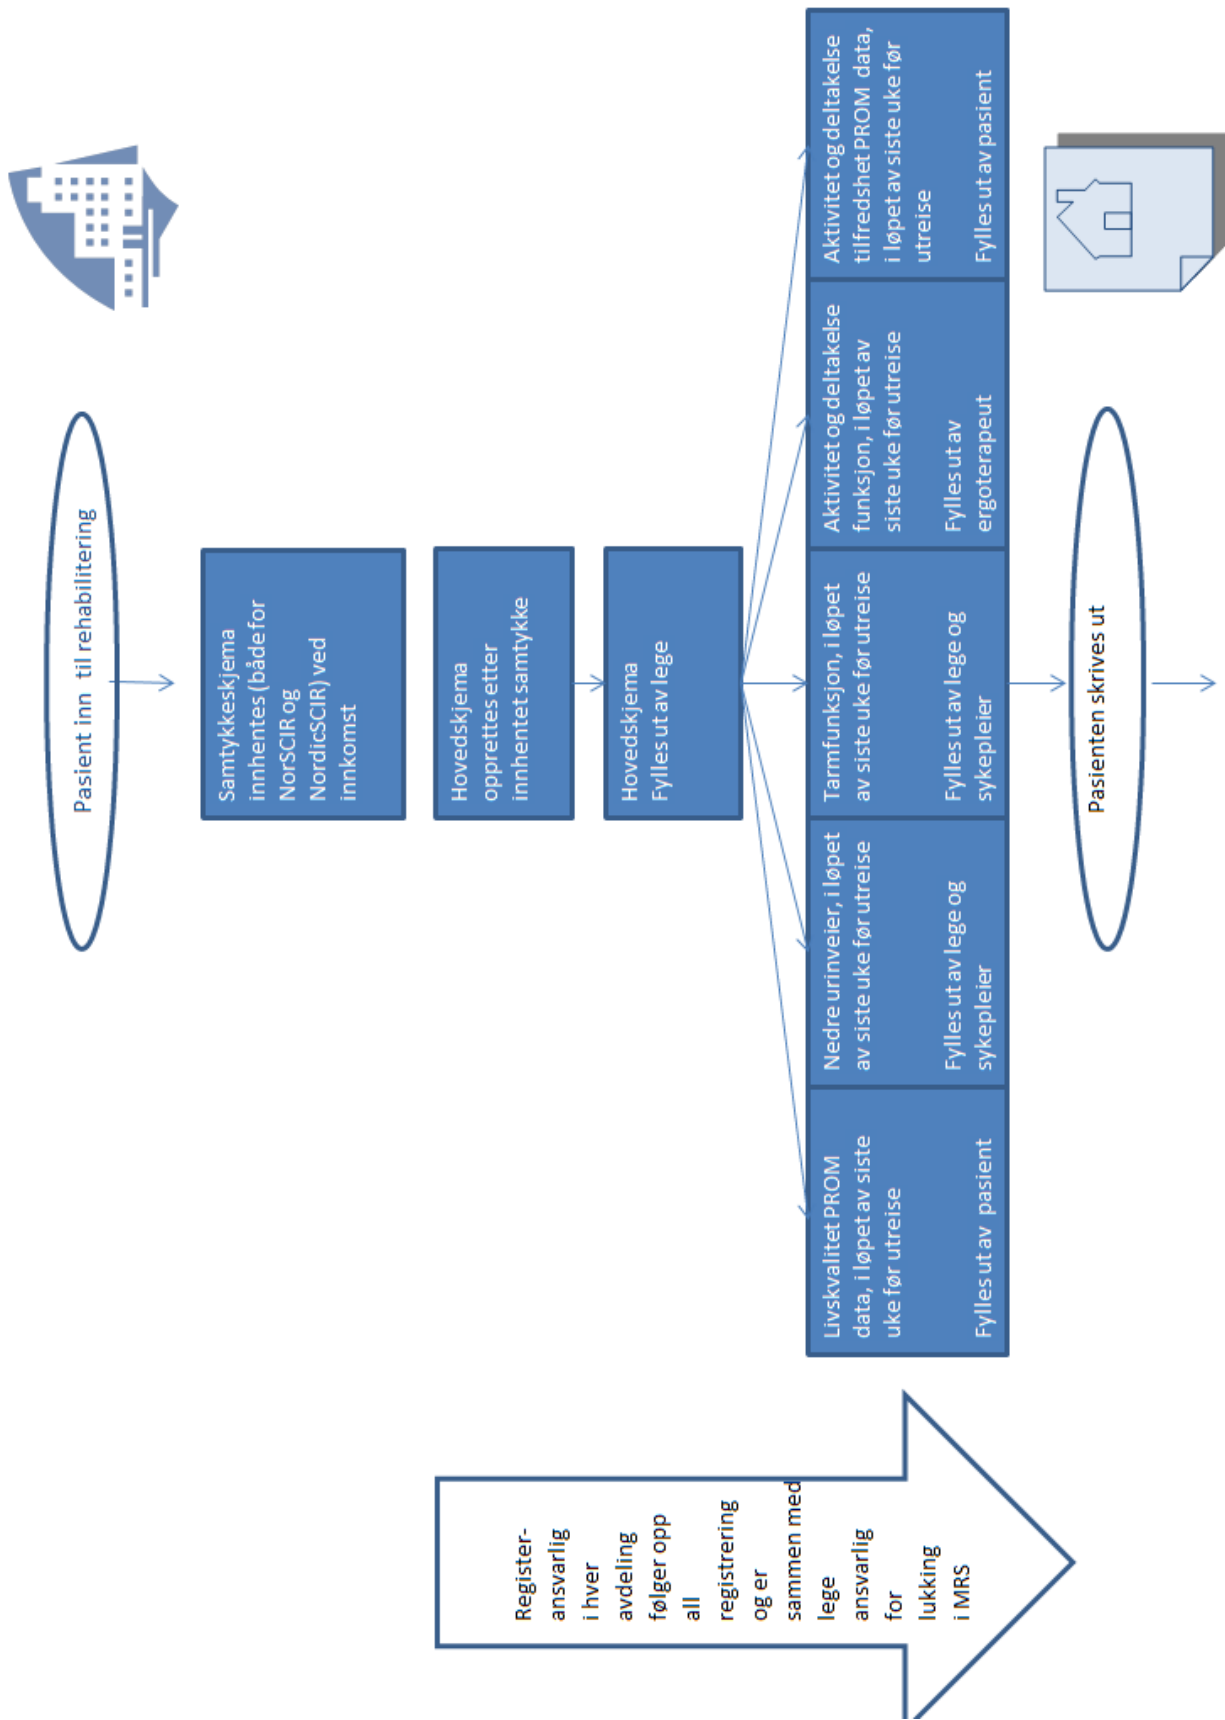 Pasient inn til rehabilitering
Samtykkeskjema
innhentes (både for
NorSCIR og
NordicSCIR) ved
innkomst
Hovedskjema
opprettes etter
innhentet samtykke
Hovedskjema
Fylles ut av lege
Livskvalitet PROM
data, i løpet av siste
uke før utreise
Fylles ut av pasient
Nedre urinveier, i løpet
av siste uke før utreise
Fylles ut av lege og
sykepleier
Tarmfunksjon, i løpet
av siste uke før utreise
Fylles ut av lege og
sykepleier
Aktivitet og deltakelse
funksjon, i løpet av
siste uke før utreise
Fylles ut av
ergoterapeut
Aktivitet og deltakelse
tilfredshet PROM data,
i løpet av siste uke før
utreise
Fylles ut av pasient
Pasienten skrives ut
Register-
ansvarlig
i hver
avdeling
følger opp
all
registrering
og er
sammen med
lege
ansvarlig
for
lukking
i MRS